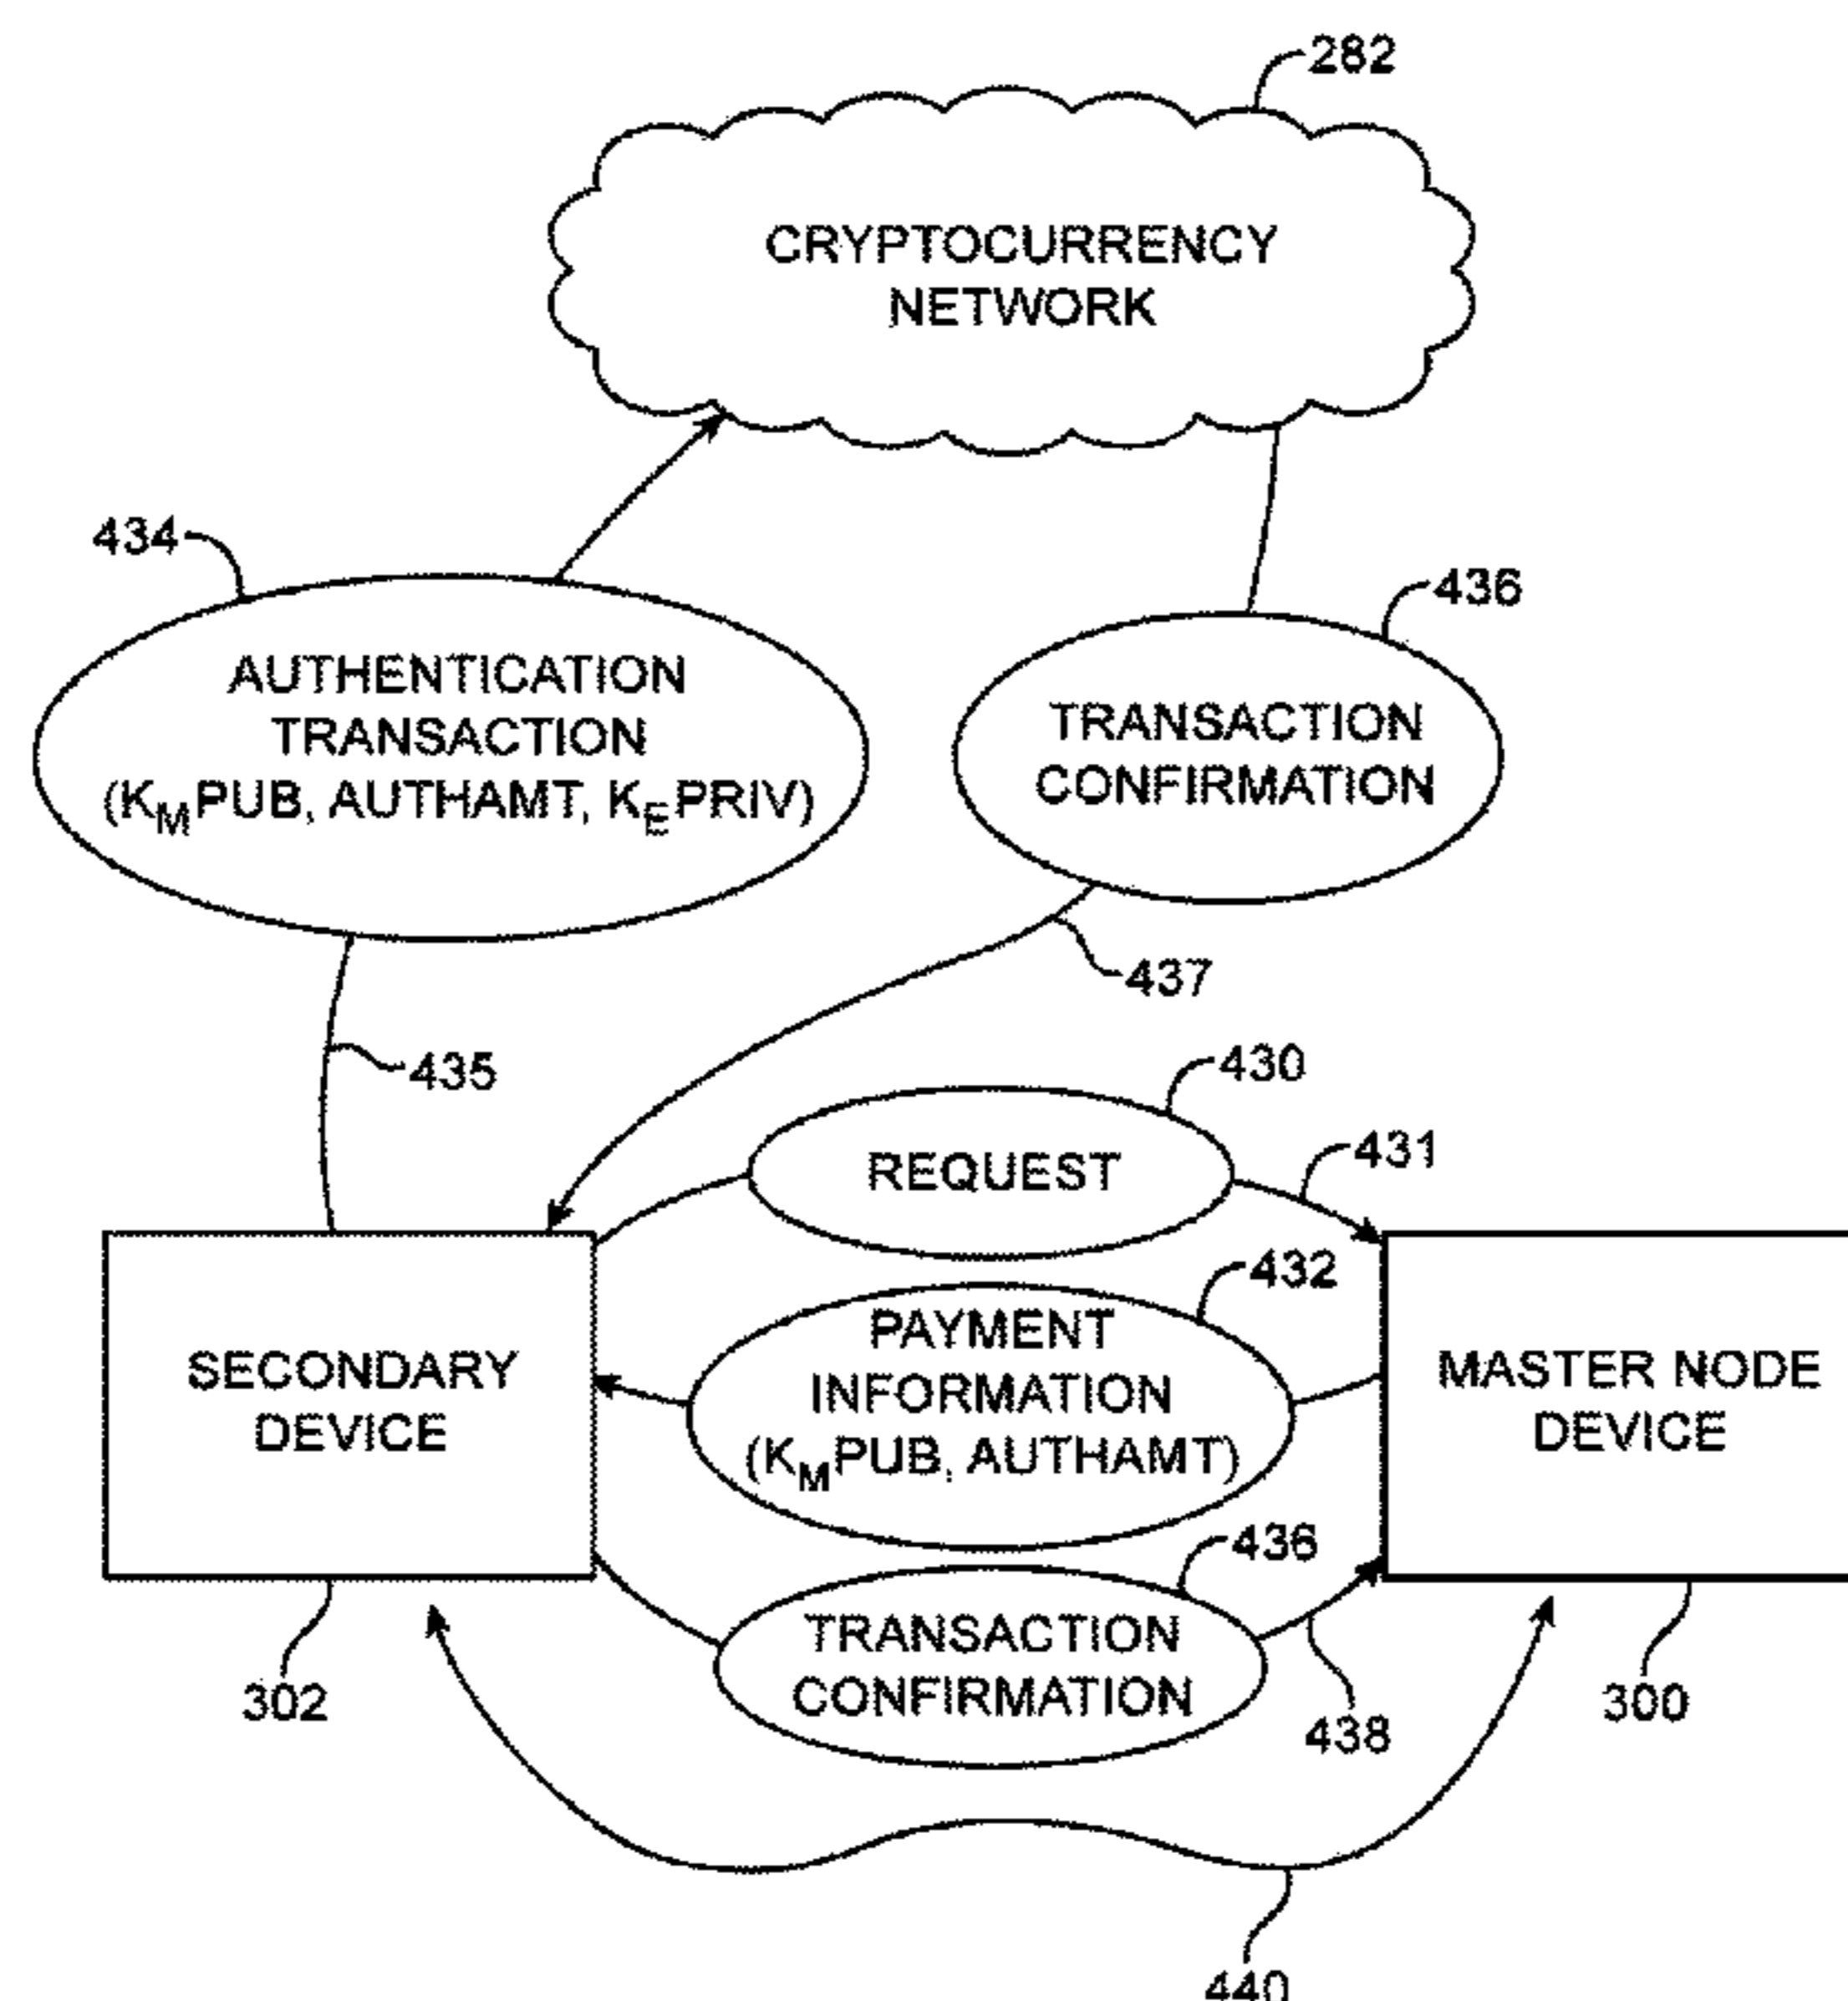 282
CRYPTOCURRENCY
NETWORK
434
AUTHENTICATION
TRANSACTION
(KMPUB, AUTHAMT, KEPRIV)
436
TRANSACTION
CONFIRMATION
437
435
430
REQUEST
431
432
PAYMENT
INFORMATION
(KMPUB, AUTHAMT)
SECONDARY
DEVICE
MASTER NODE
DEVICE
436
TRANSACTION
CONFIRMATION
302
438
300
440